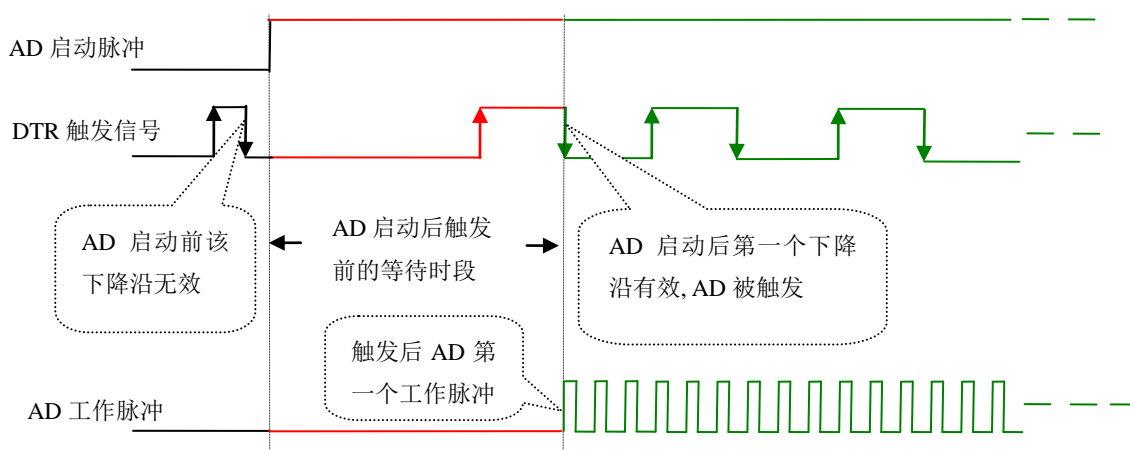 AD 启动脉冲
DTR 触发信号
AD 启动前该
下降沿无效
AD 启动后触发
前的等待时段
AD 启动后第一个下降
沿有效, AD 被触发
触发后 AD 第
一个工作脉冲
AD 工作脉冲